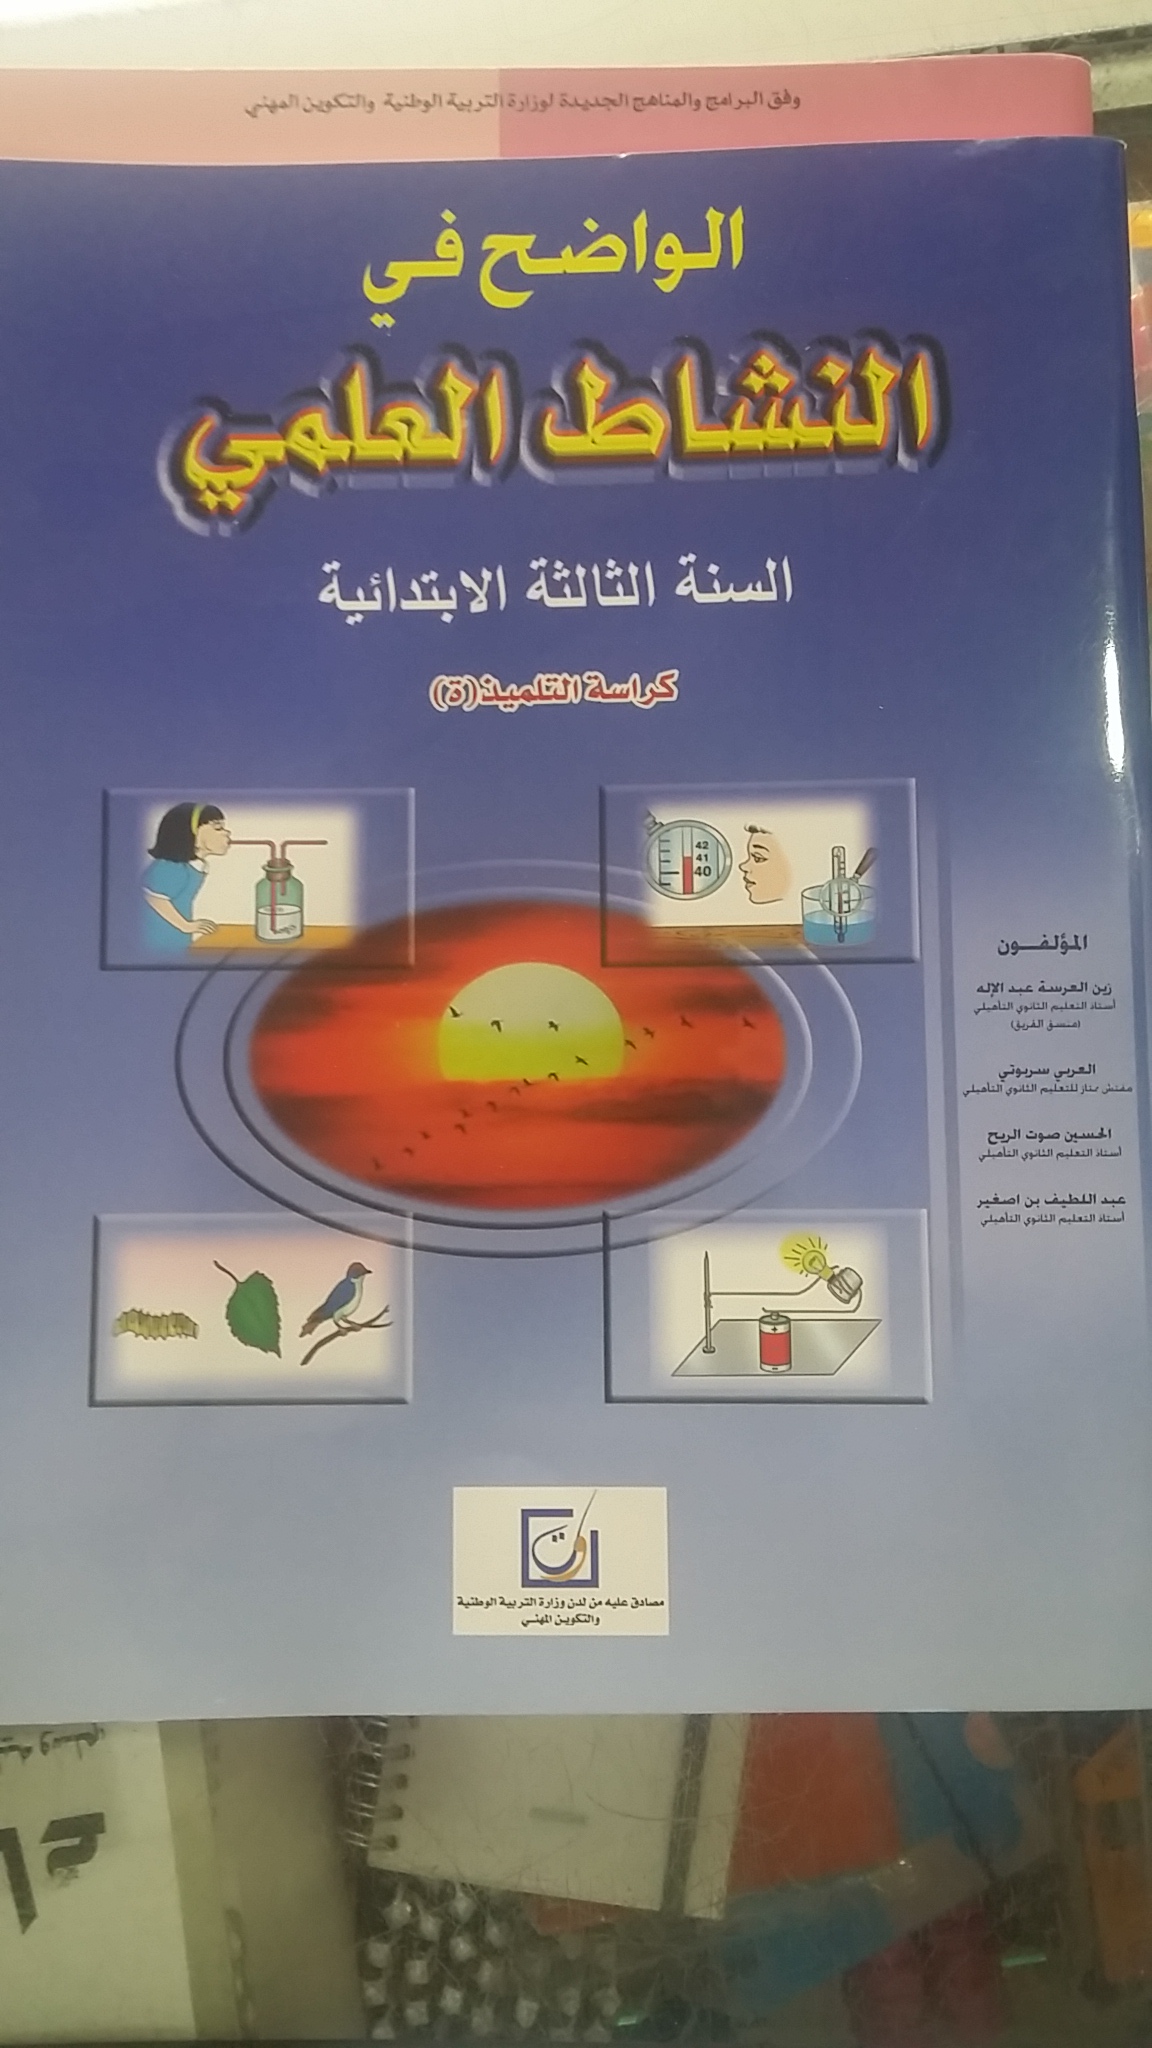 وفق البرامج والمناهج الجديدة لوزارة التربية الوطنية والتكوين المهني
الواضح في
النشاط العلمي
السنة الثالثة الابتدائية
كراسة التلميذ(ة)
42
41
40
المؤلفون
زين العرسة عبد الإله
أستاذ التعليم الثانوي التأهيلي
(منسق الفريق)
العربي سربوتي
مفتش ممتاز للتعليم الثانوي التأهيلي
الحسين صوت الريح
أستاذ التعليم الثانوي التأهيلي
عبد اللطيف بن اصغير
أستاذ التعليم الثانوي التأهيلي
مصادق عليه من لدن وزارة التربية الوطنية
والتكوين المهني